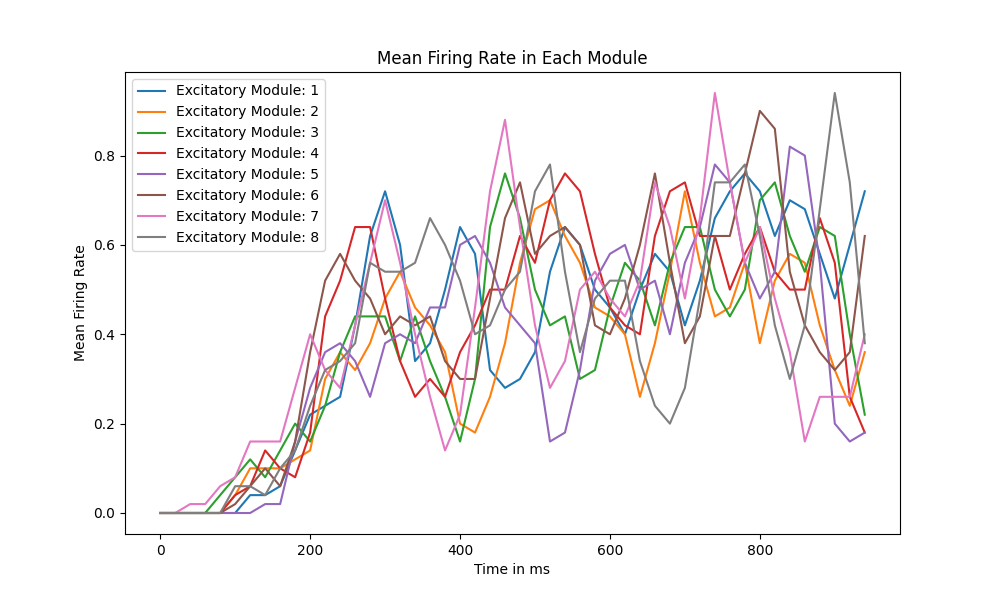 Mean Firing Rate in Each Module
Excitatory Module: 1
Excitatory Module: 2
Excitatory Module: 3
Excitatory Module: 4
Excitatory Module: 5
Excitatory Module: 6
Excitatory Module: 7
Excitatory Module: 8
Mean Firing Rate
0.8
0.6
0.4
0.2
0.0
0 200 400 600 800
Time in ms